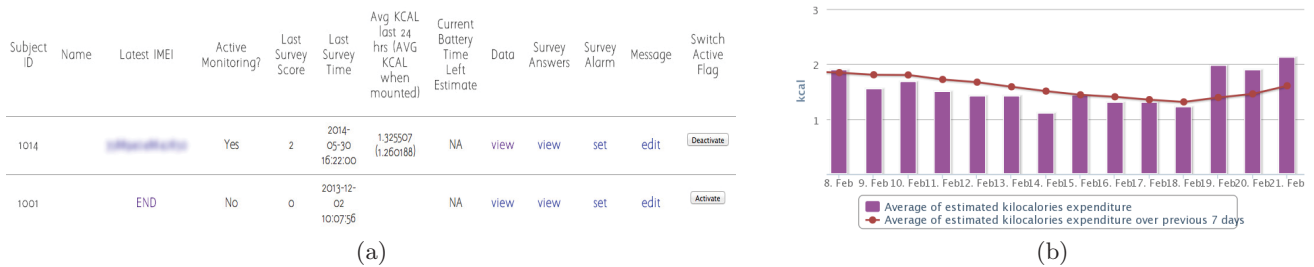 Subject ID
Name
Latest IMEI
Active Monitoring?
Last Survey Score
Last Survey Time
Avg KCAL last 24 hrs (AVG KCAL when mounted)
Current Battery Time Left Estimate
Data
Survey Answers
Survey Alarm
Message
Switch Active Flag
1014
Yes
2
2014-05-30 16:22:00
1.325507 (1.260188)
NA
view
view
set
edit
Deactivate
1001
END
No
0
2013-12-02 10:07:56
NA
view
view
set
edit
Activate
(a)
3
2
1
kcal
8. Feb 9. Feb 10. Feb 11. Feb 12. Feb 13. Feb 14. Feb 15. Feb 16. Feb 17. Feb 18. Feb 19. Feb 20. Feb 21. Feb
Average of estimated kilocalories expenditure
Average of estimated kilocalories expenditure over previous 7 days
(b)